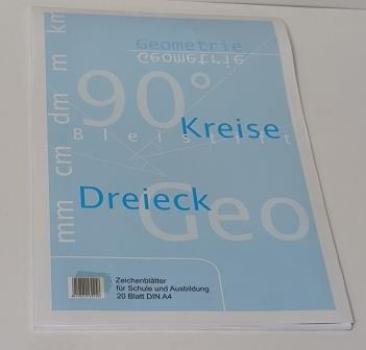 Geometrie
Geometrie
90°
Bleistift
Kreise
Dreieck
Geo
mm cm dm m km
Zeichenblätter
für Schule und Ausbildung
20 Blatt DIN A4